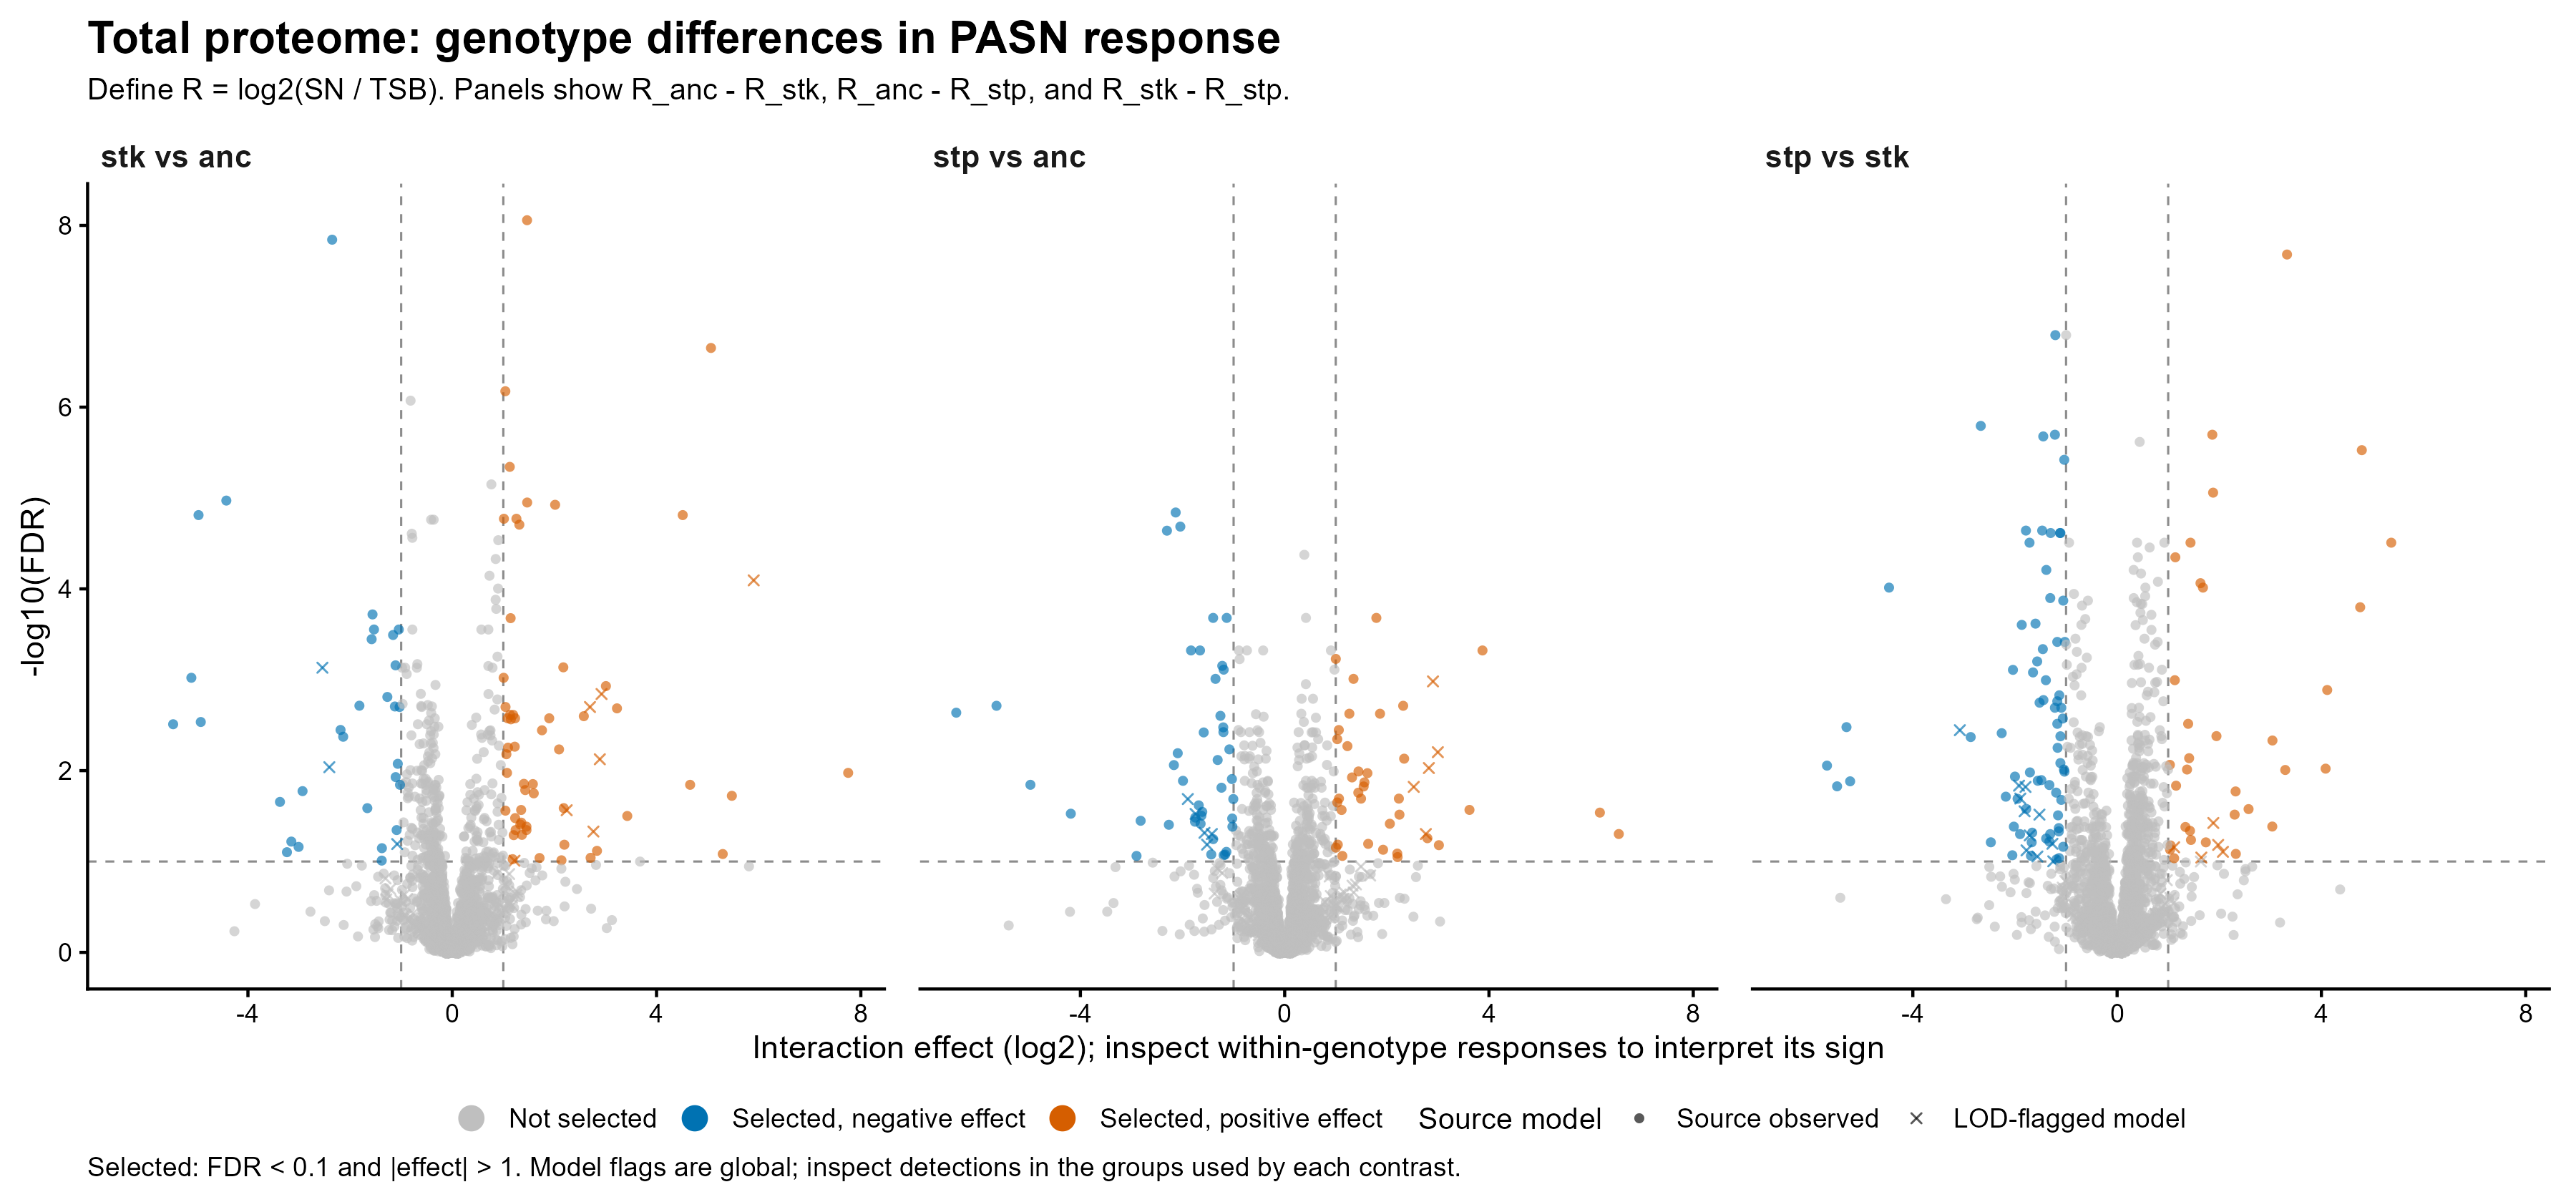 Total proteome: genotype differences in PASN response
Define R = log2(SN / TSB). Panels show R_anc - R_stk, R_anc - R_stp, and R_stk - R_stp.
stk vs anc
stp vs anc
stp vs stk
-log10(FDR)
8
6
4
2
0
-4 0 4 8
-4 0 4 8
-4 0 4 8
Interaction effect (log2); inspect within-genotype responses to interpret its sign
Not selected Selected, negative effect Selected, positive effect Source model Source observed LOD-flagged model
Selected: FDR < 0.1 and |effect| > 1. Model flags are global; inspect detections in the groups used by each contrast.